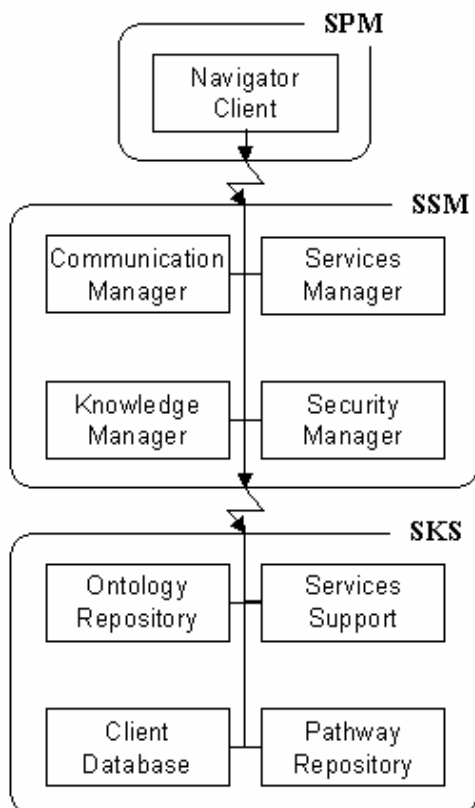 SPM
Navigator
Client
SSM
Communication
Manager
Services
Manager
Knowledge
Manager
Security
Manager
SKS
Ontology
Repository
Services
Support
Client
Database
Pathway
Repository